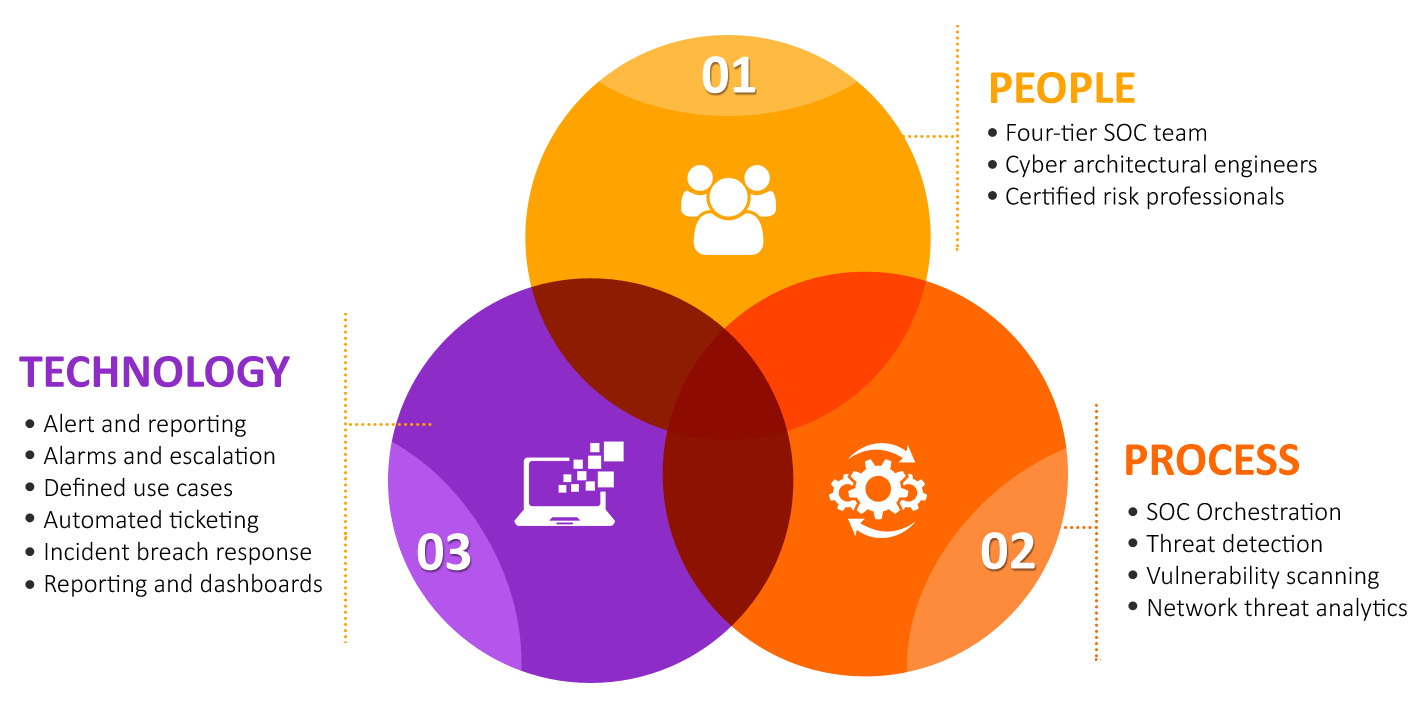 01
PEOPLE
• Four-tier SOC team
• Cyber architectural engineers
• Certified risk professionals
TECHNOLOGY
• Alert and reporting
• Alarms and escalation
• Defined use cases
• Automated ticketing
• Incident breach response
• Reporting and dashboards
03
02
PROCESS
• SOC Orchestration
• Threat detection
• Vulnerability scanning
• Network threat analytics